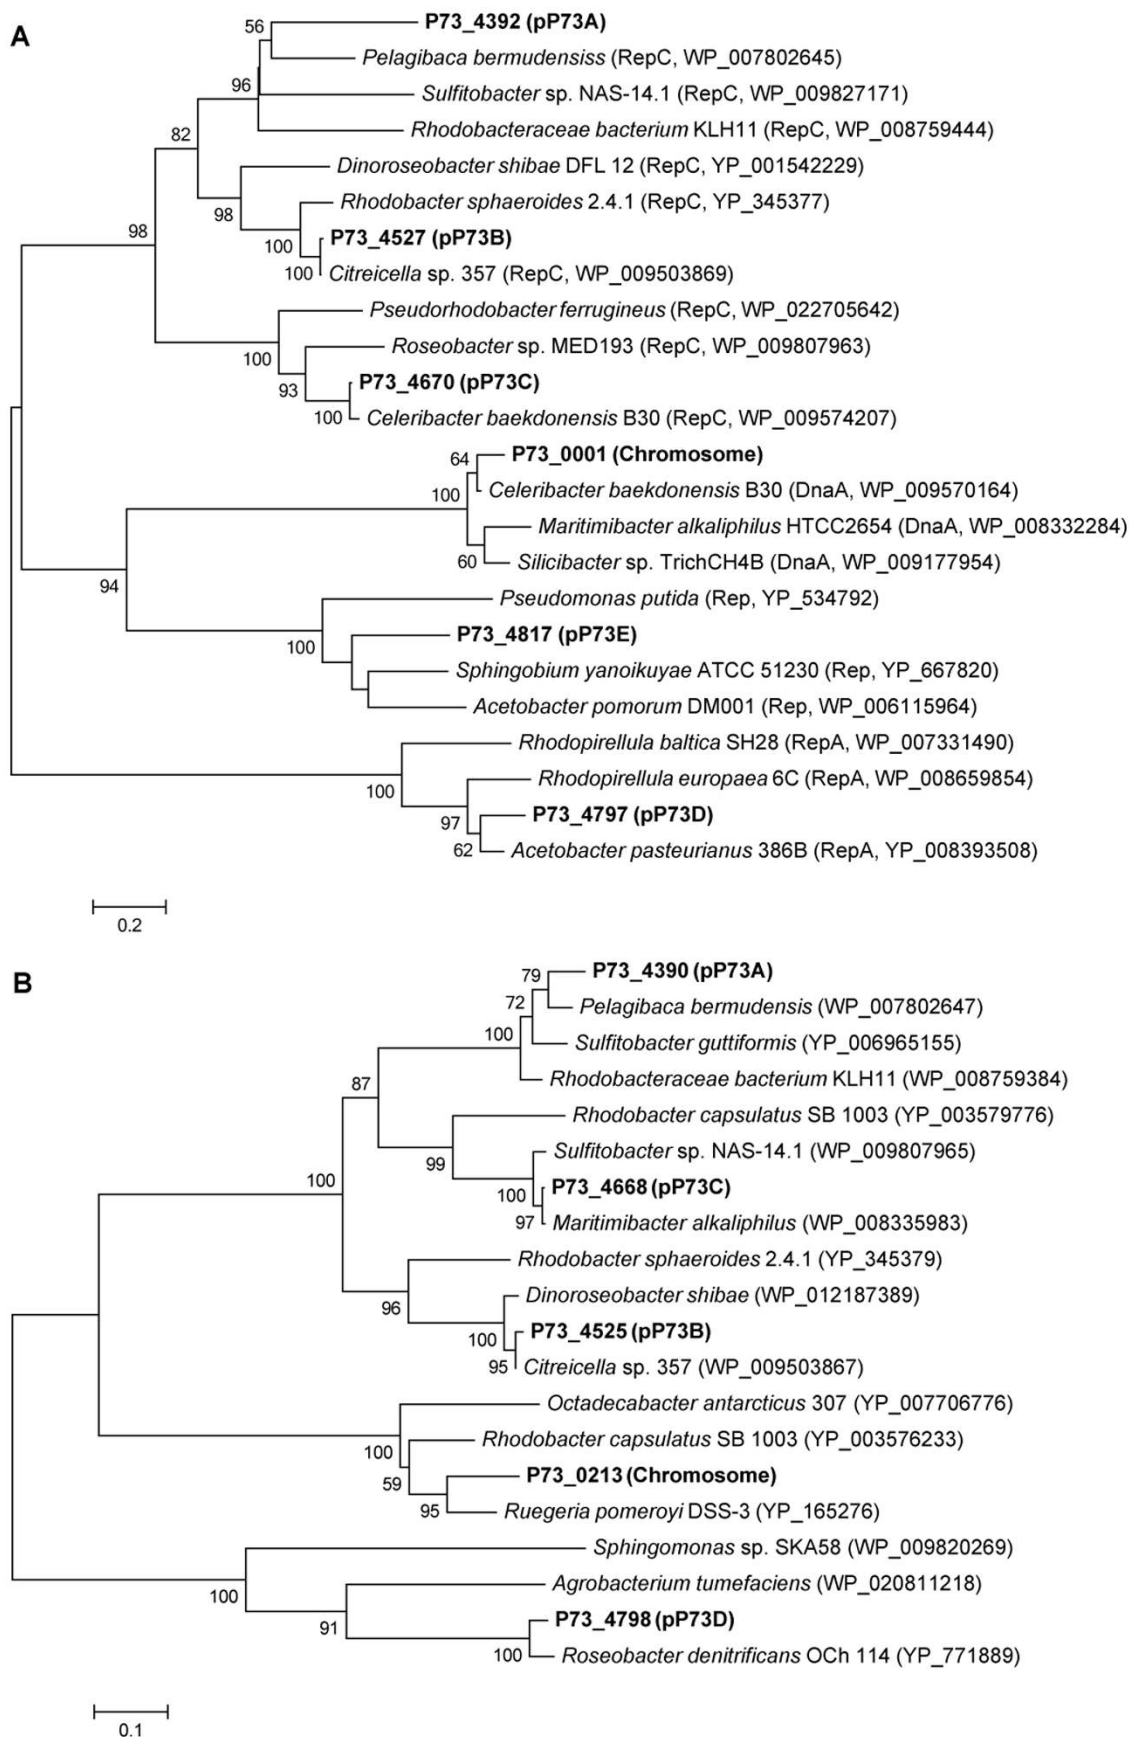 A
56
P73_4392 (pP73A)
Pelagibaca bermudensiss (RepC, WP_007802645)
96
Sulfitobacter sp. NAS-14.1 (RepC, WP_009827171)
Rhodobacteraceae bacterium KLH11 (RepC, WP_008759444)
82
Dinoroseobacter shibae DFL 12 (RepC, YP_001542229)
98
Rhodobacter sphaeroides 2.4.1 (RepC, YP_345377)
98
100
P73_4527 (pP73B)
100
Citreicella sp. 357 (RepC, WP_009503869)
Pseudorhodobacter ferrugineus (RepC, WP_022705642)
100
Roseobacter sp. MED193 (RepC, WP_009807963)
93
P73_4670 (pP73C)
100
Celeribacter baekdonensis B30 (RepC, WP_009574207)
64
P73_0001 (Chromosome)
100
Celeribacter baekdonensis B30 (DnaA, WP_009570164)
Maritimibacter alkaliphilus HTCC2654 (DnaA, WP_008332284)
60
Silicibacter sp. TrichCH4B (DnaA, WP_009177954)
94
Pseudomonas putida (Rep, YP_534792)
100
P73_4817 (pP73E)
Sphingobium yanoikuyae ATCC 51230 (Rep, YP_667820)
Acetobacter pomorum DM001 (Rep, WP_006115964)
Rhodopirellula baltica SH28 (RepA, WP_007331490)
100
Rhodopirellula europaea 6C (RepA, WP_008659854)
97
P73_4797 (pP73D)
62
Acetobacter pasteurianus 386B (RepA, YP_008393508)
0.2
B
79
P73_4390 (pP73A)
72
Pelagibaca bermudensis (WP_007802647)
100
Sulfitobacter guttiformis (YP_006965155)
Rhodobacteraceae bacterium KLH11 (WP_008759384)
87
Rhodobacter capsulatus SB 1003 (YP_003579776)
99
Sulfitobacter sp. NAS-14.1 (WP_009807965)
100
100
P73_4668 (pP73C)
97
Maritimibacter alkaliphilus (WP_008335983)
Rhodobacter sphaeroides 2.4.1 (YP_345379)
96
Dinoroseobacter shibae (WP_012187389)
100
P73_4525 (pP73B)
95
Citreicella sp. 357 (WP_009503867)
Octadecabacter antarcticus 307 (YP_007706776)
100
Rhodobacter capsulatus SB 1003 (YP_003576233)
59
P73_0213 (Chromosome)
95
Ruegeria pomeroyi DSS-3 (YP_165276)
Sphingomonas sp. SKA58 (WP_009820269)
100
Agrobacterium tumefaciens (WP_020811218)
91
P73_4798 (pP73D)
100
Roseobacter denitrificans OCh 114 (YP_771889)
0.1